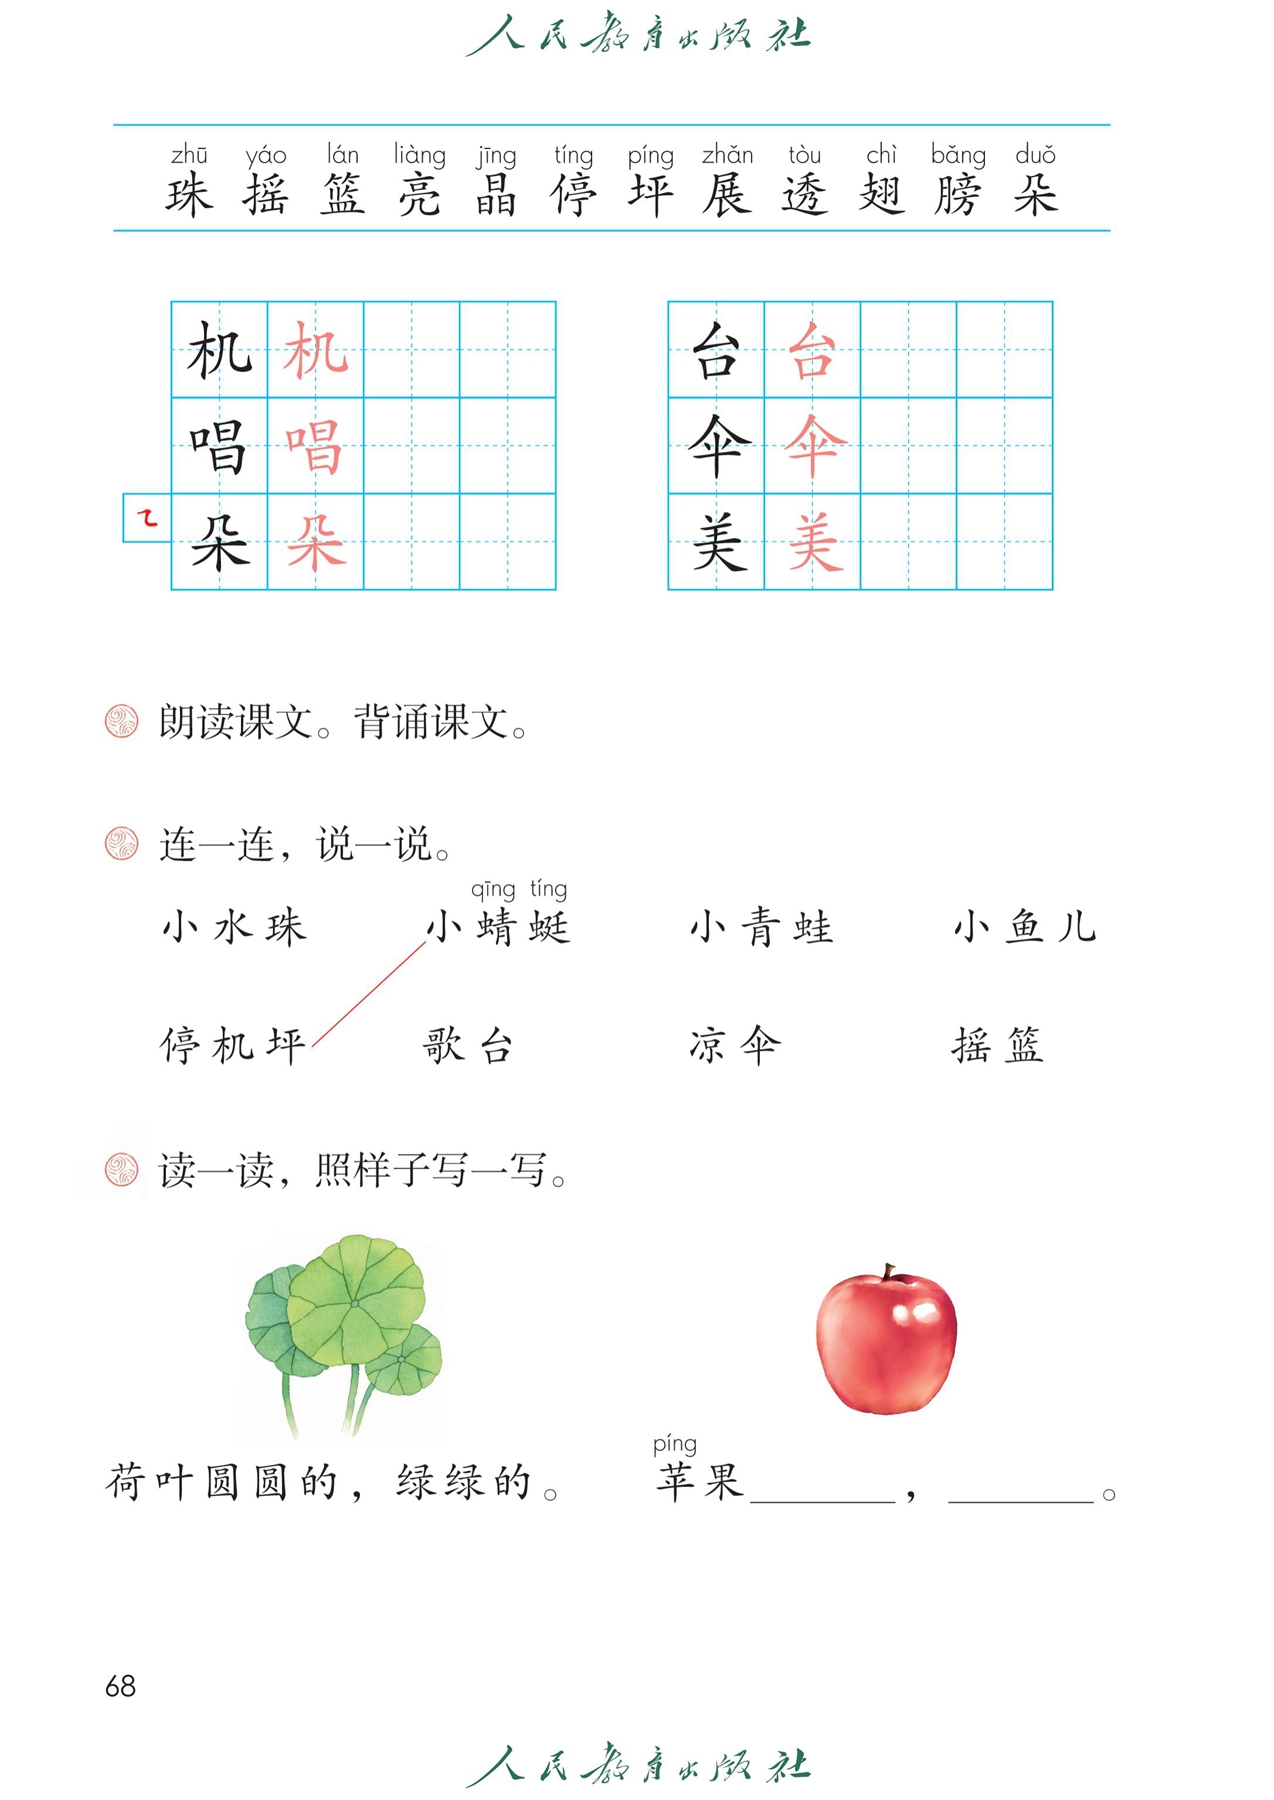 人民教育出版社
zhū yáo lán liàng jīng tíng píng zhǎn tòu chì bǎng duǒ
珠 摇 篮 亮 晶 停 坪 展 透 翅 膀 朵
机 机 台 台
唱 唱 伞 伞
㇈ 朵 朵 美 美
朗读课文。背诵课文。
连一连，说一说。
qīng tíng
小水珠 小蜻蜓 小青蛙 小鱼儿
停机坪 歌台 凉伞 摇篮
读一读，照样子写一写。
píng
荷叶圆圆的，绿绿的。 苹果______，______。
68
人民教育出版社